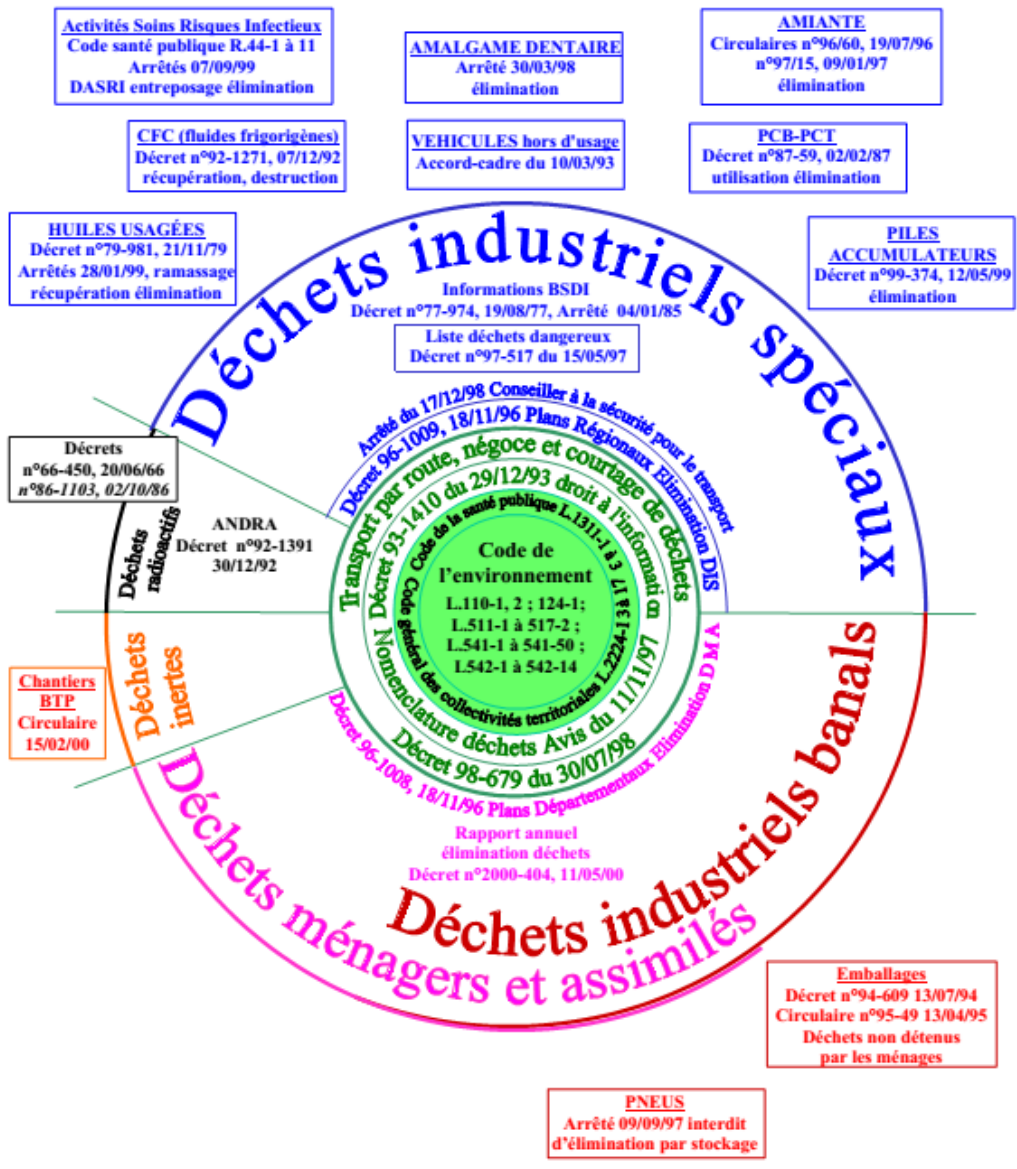 Activités Soins Risques Infectieux
Code santé publique R.44-1 à 11
Arrêtés 07/09/99
DASRI entreposage élimination
AMALGAME DENTAIRE
Arrêté 30/03/98
élimination
AMIANTE
Circulaires n°96/60, 19/07/96
n°97/15, 09/01/97
élimination
CFC (fluides frigorigènes)
Décret n°92-1271, 07/12/92
récupération, destruction
VEHICULES hors d'usage
Accord-cadre du 10/03/93
PCB-PCT
Décret n°87-59, 02/02/87
utilisation élimination
HUILES USAGÉES
Décret n°79-981, 21/11/79
Arrêtés 28/01/99, ramassage
récupération élimination
PILES
ACCUMULATEURS
Décret n°99-374, 12/05/99
élimination
Déchets industriels spéciaux
Informations BSDI
Décret n°77-974, 19/08/77, Arrêté 04/01/85
Liste déchets dangereux
Décret n°97-517 du 15/05/97
Arrêté du 17/12/98 Conseiller à la sécurité pour le transport
Décret 96-1009, 18/11/96 Plans Régionaux Elimination DIS
Transport par route, négoce et courtage de déchets
Décret 93-1410 du 29/12/93 droit à l'information
Code de la santé publique L.1311-1 à 3
Code de
l'environnement
L.110-1, 2 ; 124-1;
L.511-1 à 517-2 ;
L.541-1 à 541-50 ;
L542-1 à 542-14
Code général des collectivités territoriales L.2224-13 à 17
Nomenclature déchets Avis du 11/11/97
Décret 98-679 du 30/07/98
Décret 96-1008, 18/11/96 Plans Départementaux Elimination D M A
Décrets
n°66-450, 20/06/66
n°86-1103, 02/10/86
Déchets
radioactifs
ANDRA
Décret n°92-1391
30/12/92
Déchets
inertes
Chantiers
BTP
Circulaire
15/02/00
Rapport annuel
élimination déchets
Décret n°2000-404, 11/05/00
Déchets industriels banals
Déchets ménagers et assimilés
Emballages
Décret n°94-609 13/07/94
Circulaire n°95-49 13/04/95
Déchets non détenus
par les ménages
PNEUS
Arrêté 09/09/97 interdit
d'élimination par stockage